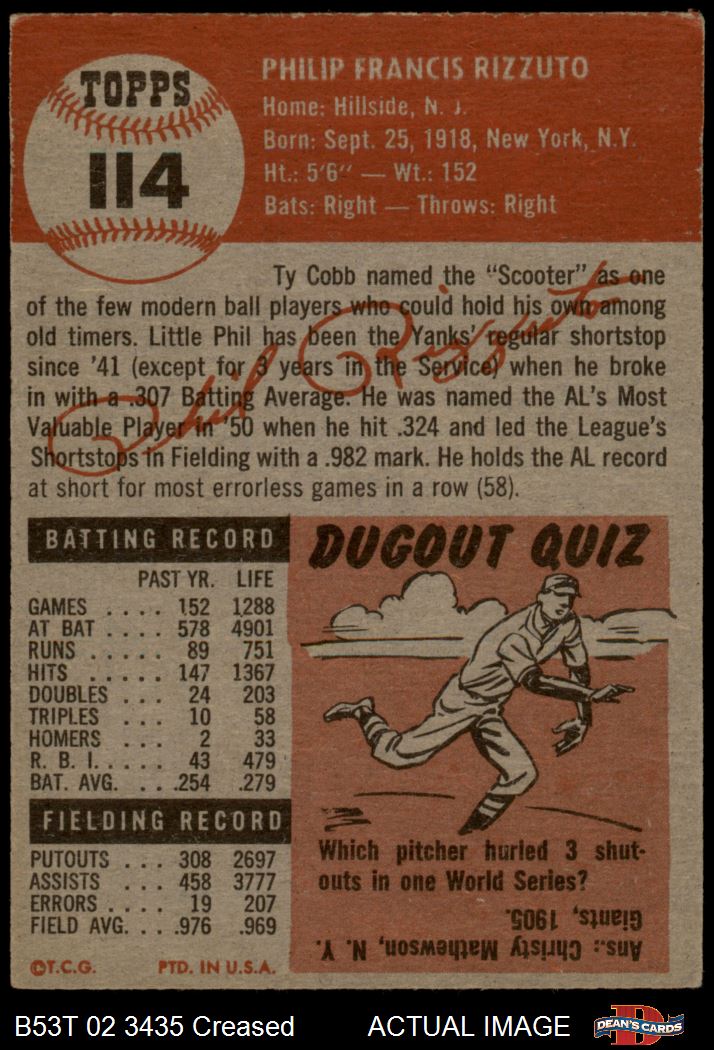 TOPPS
114
PHILIP FRANCIS RIZZUTO
Home: Hillside, N. J.
Born: Sept. 25, 1918, New York, N.Y.
Ht.: 5'6" — Wt.: 152
Bats: Right — Throws: Right
Ty Cobb named the "Scooter" as one
of the few modern ball players who could hold his own among
old timers. Little Phil has been the Yanks' regular shortstop
since '41 (except for 3 years in the Service) when he broke
in with a .307 Batting Average. He was named the AL's Most
Valuable Player in '50 when he hit .324 and led the League's
Shortstops in Fielding with a .982 mark. He holds the AL record
at short for most errorless games in a row (58).
Phil Rizzuto
BATTING RECORD
PAST YR. LIFE
GAMES .... 152 1288
AT BAT .... 578 4901
RUNS ..... 89 751
HITS ..... 147 1367
DOUBLES ... 24 203
TRIPLES ... 10 58
HOMERS ... 2 33
R. B. I. .... 43 479
BAT. AVG. ... .254 .279
FIELDING RECORD
PUTOUTS ... 308 2697
ASSISTS ... 458 3777
ERRORS .... 19 207
FIELD AVG. ... .976 .969
©T.C.G. PTD. IN U.S.A.
DUGOUT QUIZ
Which pitcher hurled 3 shut-
outs in one World Series?
Ans.: Christy Mathewson, N. Y.
Giants, 1905.
B53T 02 3435 Creased ACTUAL IMAGE
D
DEAN'S CARDS